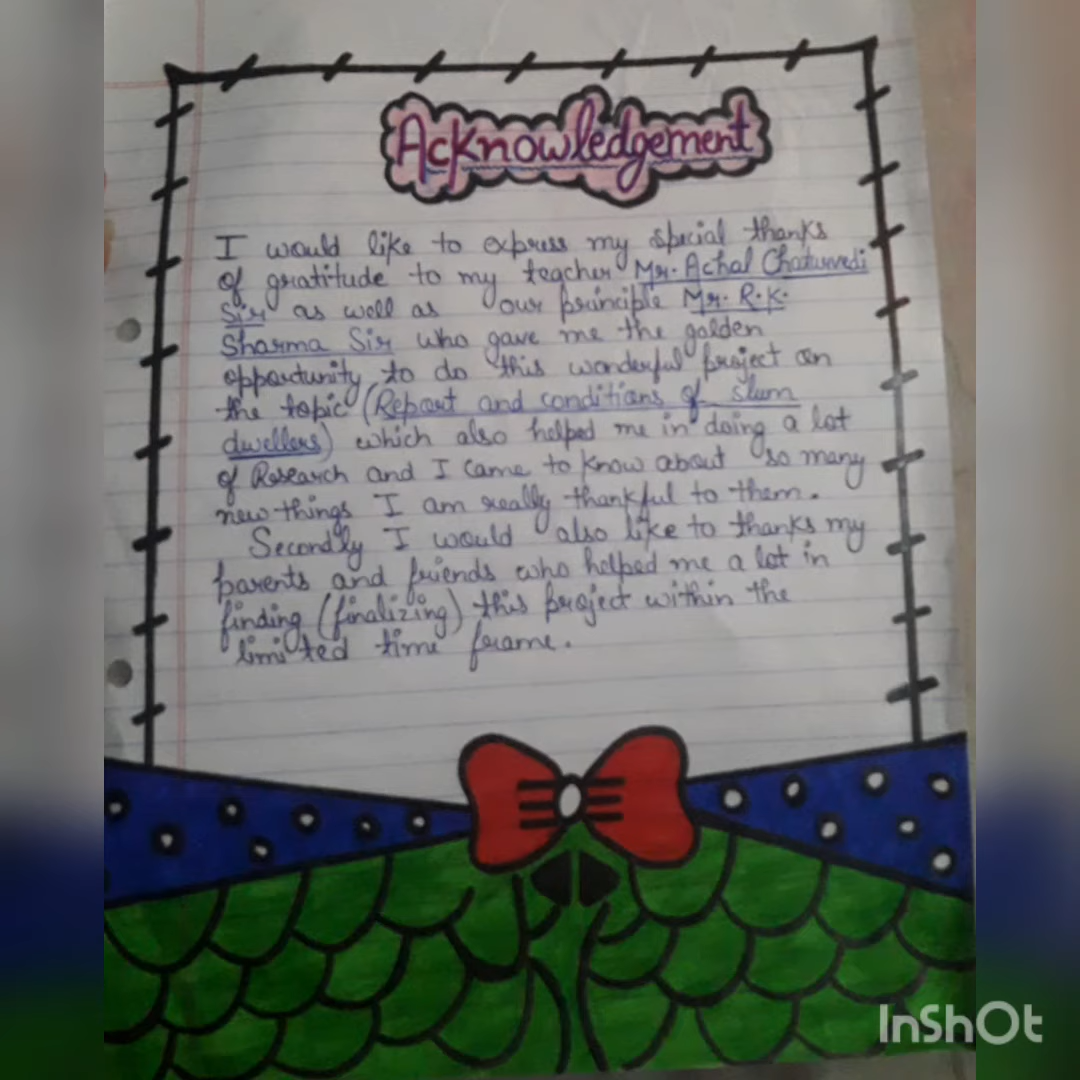 Acknowledgement
I would like to express my special thanks
of gratitude to my teacher Mr. Achal Chaturvedi
Sir as well as our principle Mr. R.K.
Sharma Sir who gave me the golden
opportunity to do this wonderful project on
the topic (Report and conditions of slum
dwellers) which also helped me in doing a lot
of Research and I came to know about so many
new things I am really thankful to them.
Secondly I would also like to thanks my
parents and friends who helped me a lot in
finding (finalizing) this project within the
limited time frame.
InShOt